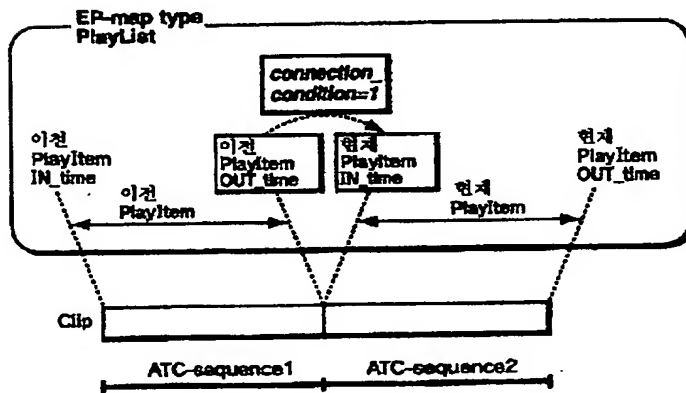 EP-map type
PlayList
connection_
condition=1
이전
PlayItem
IN_time
이전
PlayItem
OUT_time
현재
PlayItem
IN_time
현재
PlayItem
OUT_time
이전
PlayItem
현재
PlayItem
Clip
ATC-sequence1
ATC-sequence2